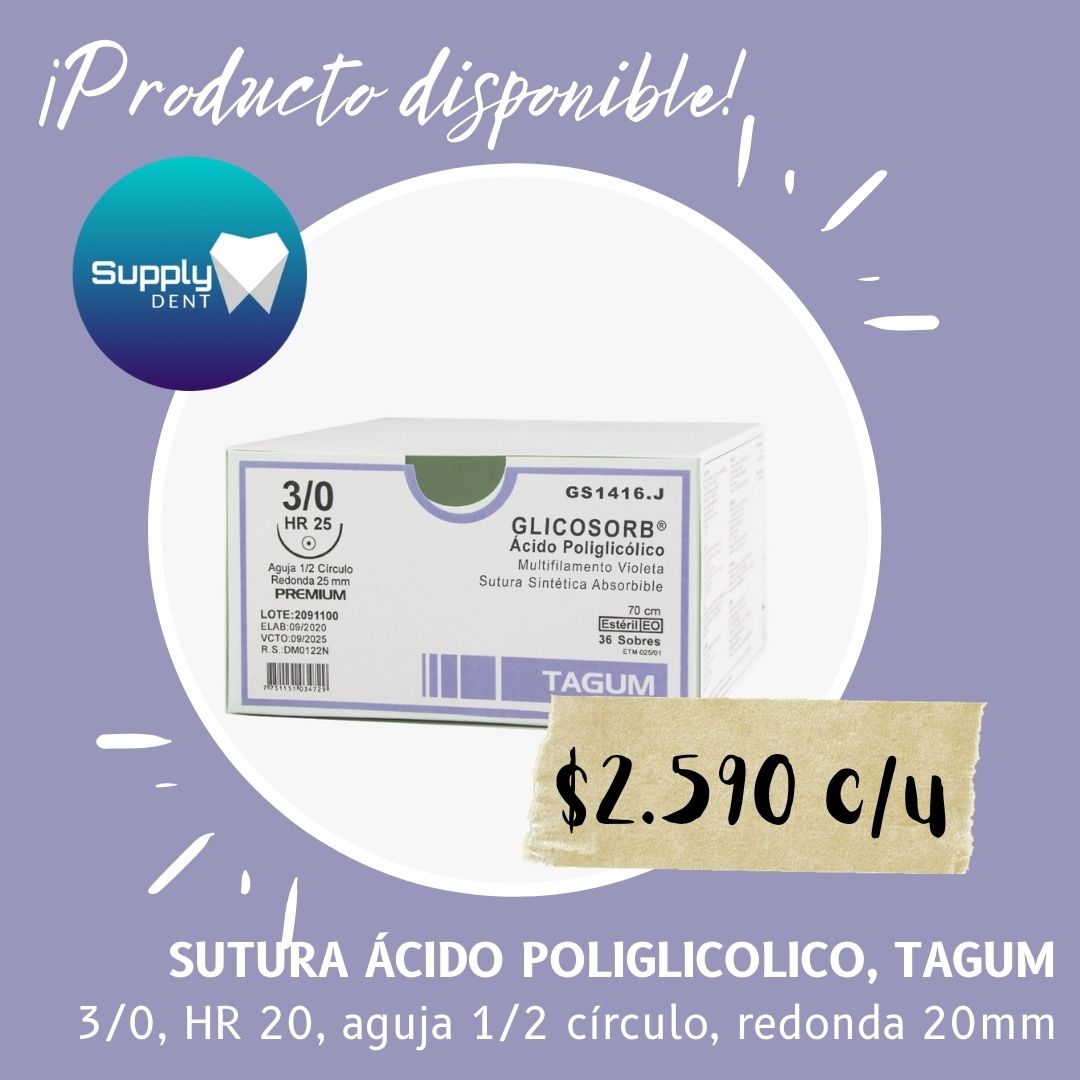 ¡Producto disponible!
Supply
DENT
3/0
HR 25
Aguja 1/2 Círculo
Redonda 25 mm
PREMIUM
LOTE:2091100
ELAB:09/2020
VCTO:09/2025
R.S.:DM0122N
7751151034729
GS1416.J
GLICOSORB®
Ácido Poliglicólico
Multifilamento Violeta
Sutura Sintética Absorbible
70 cm
Estéril EO
36 Sobres
ETM-025/01
TAGUM
$2.590 c/u
SUTURA ÁCIDO POLIGLICOLICO, TAGUM
3/0, HR 20, aguja 1/2 círculo, redonda 20mm